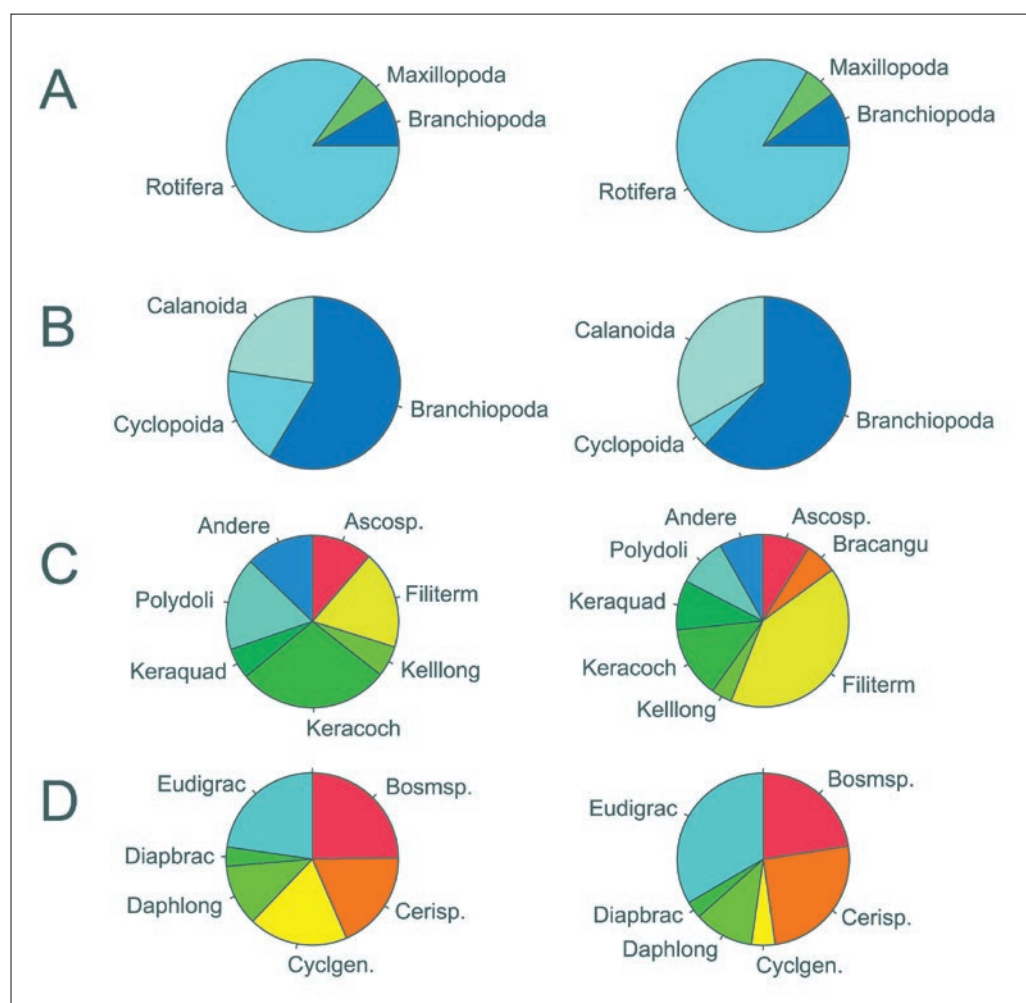 A
Maxillopoda
Branchiopoda
Rotifera
Maxillopoda
Branchiopoda
Rotifera
B
Calanoida
Cyclopoida
Branchiopoda
Calanoida
Cyclopoida
Branchiopoda
C
Andere
Ascosp.
Polydoli
Filiterm
Keraquad
Kelllong
Keracoch
Andere
Ascosp.
Polydoli
Bracangu
Keraquad
Keracoch
Kelllong
Filiterm
D
Eudigrac
Bosmsp.
Diapbrac
Daphlong
Cerisp.
Cyclgen.
Eudigrac
Bosmsp.
Diapbrac
Daphlong
Cerisp.
Cyclgen.